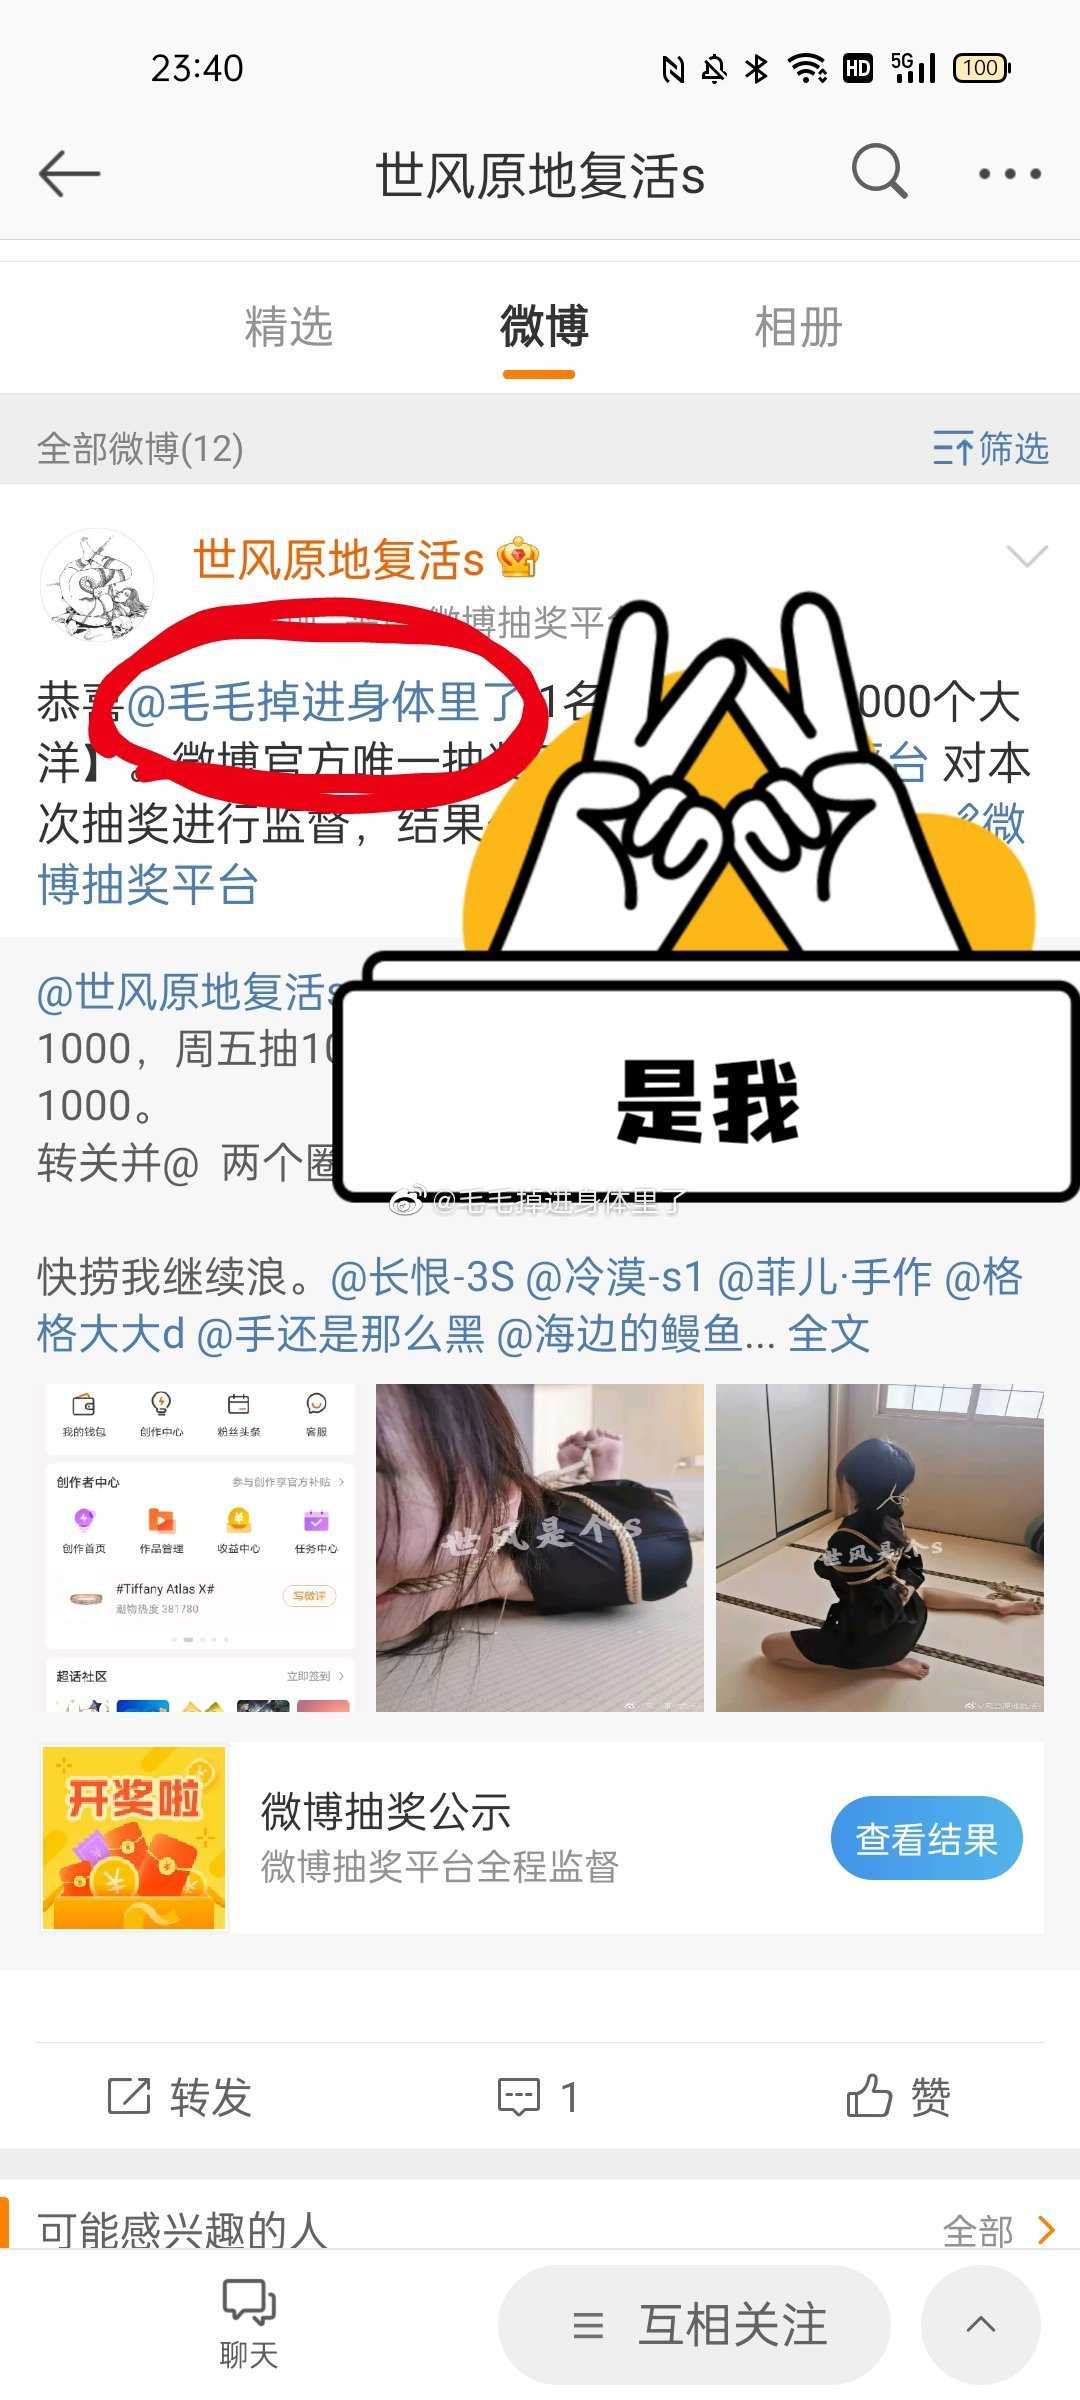 23:40
HD
5G
100
世风原地复活s
精选
微博
相册
全部微博(12)
筛选
世风原地复活s
微博抽奖平
恭喜@毛毛掉进身体里了 1名 000个大
洋】。微博官方唯一抽 台 对本
次抽奖进行监督，结果 微
博抽奖平台
@世风原地复活s
1000，周五抽10
1000。
转关并@ 两个圈
是我
@毛毛掉进身体里了
快捞我继续浪。@长恨-3S @冷漠-s1 @菲儿·手作 @格
格大大d @手还是那么黑 @海边的鳗鱼... 全文
我的钱包
创作中心
粉丝头条
客服
创作者中心
参与创作享官方补贴
创作首页
作品管理
收益中心
任务中心
#Tiffany Atlas X#
潮物热度 381780
写微评
超话社区
立即签到
世风是个s
世风是个s
开奖啦
微博抽奖公示
微博抽奖平台全程监督
查看结果
转发
1
赞
可能感兴趣的人
全部
聊天
互相关注